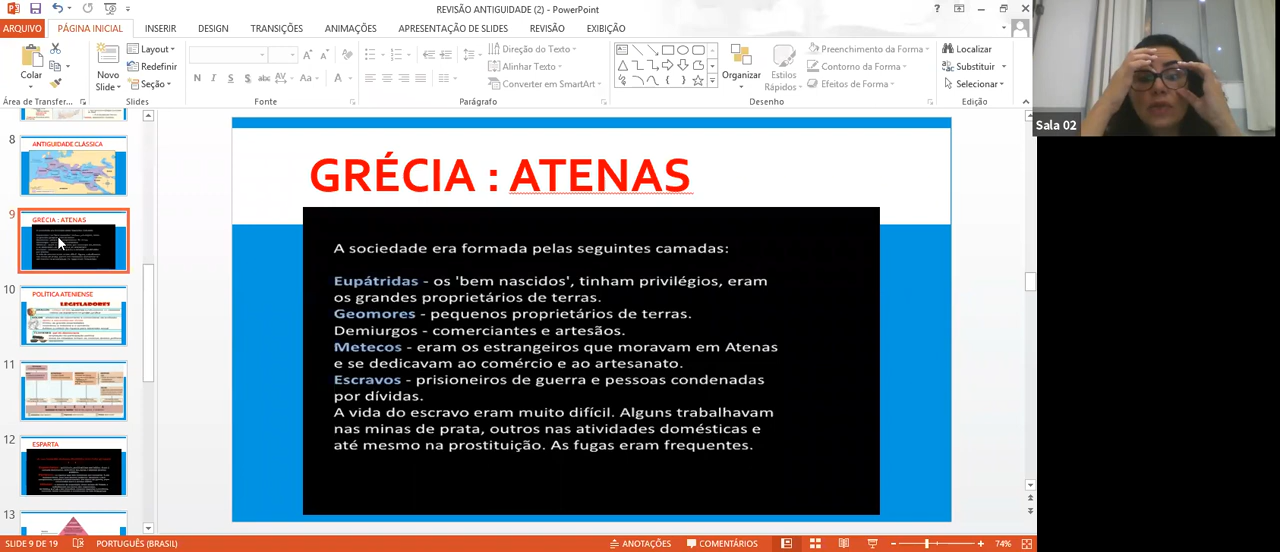 REVISÃO ANTIGUIDADE (2) - PowerPoint
ARQUIVO PÁGINA INICIAL INSERIR DESIGN TRANSIÇÕES ANIMAÇÕES APRESENTAÇÃO DE SLIDES REVISÃO EXIBIÇÃO
Colar
Novo Slide
Layout
Redefinir
Seção
N I S S abc AV Aa A
Direção do Texto
Alinhar Texto
Converter em SmartArt
Organizar
Estilos Rápidos
Preenchimento da Forma
Contorno da Forma
Efeitos de Forma
Localizar
Substituir
Selecionar
Área de Transfer... Slides Fonte Parágrafo Desenho Edição
Sala 02
8
ANTIGUIDADE CLÁSSICA
9
GRÉCIA : ATENAS
10
POLÍTICA ATENIENSE
LEGISLADORES
11
12
ESPARTA
13
GRÉCIA : ATENAS
A sociedade era formada pelas seguintes camadas:
Eupátridas - os 'bem nascidos', tinham privilégios, eram
os grandes proprietários de terras.
Geomores - pequenos proprietários de terras.
Demiurgos - comerciantes e artesãos.
Metecos - eram os estrangeiros que moravam em Atenas
e se dedicavam ao comércio e ao artesanato.
Escravos - prisioneiros de guerra e pessoas condenadas
por dívidas.
A vida do escravo eram muito difícil. Alguns trabalhavam
nas minas de prata, outros nas atividades domésticas e
até mesmo na prostituição. As fugas eram frequentes.
SLIDE 9 DE 19 PORTUGUÊS (BRASIL) ANOTAÇÕES COMENTÁRIOS 74%